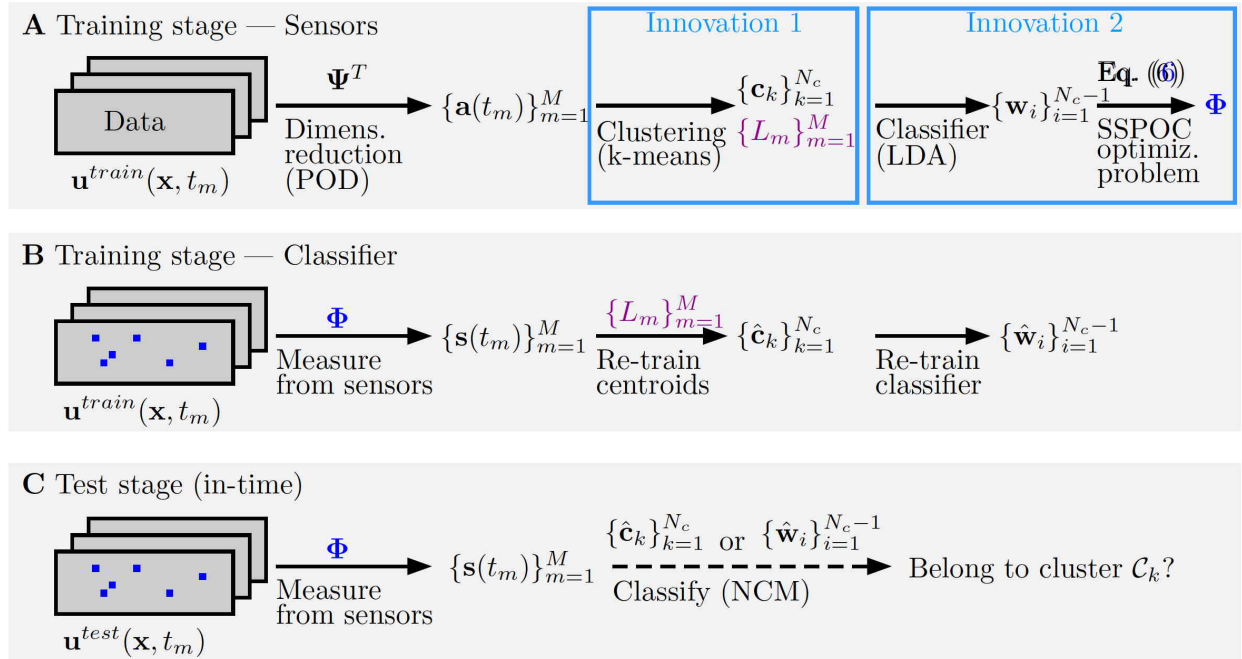 A Training stage — Sensors
Innovation 1
Innovation 2
Data
u^{train}(x, t_m)
Ψ^T
Dimens.
reduction
(POD)
{a(t_m)}_{m=1}^{M}
Clustering
(k-means)
{c_k}_{k=1}^{N_c}
{L_m}_{m=1}^{M}
Classifier
(LDA)
{w_i}_{i=1}^{N_c-1}
Eq. (6)
SSPOC
optimiz.
problem
Φ
B Training stage — Classifier
u^{train}(x, t_m)
Φ
Measure
from sensors
{s(t_m)}_{m=1}^{M}
{L_m}_{m=1}^{M}
Re-train
centroids
{ĉ_k}_{k=1}^{N_c}
Re-train
classifier
{ŵ_i}_{i=1}^{N_c-1}
C Test stage (in-time)
u^{test}(x, t_m)
Φ
Measure
from sensors
{s(t_m)}_{m=1}^{M}
{ĉ_k}_{k=1}^{N_c} or {ŵ_i}_{i=1}^{N_c-1}
Classify (NCM)
Belong to cluster 𝒞_k?